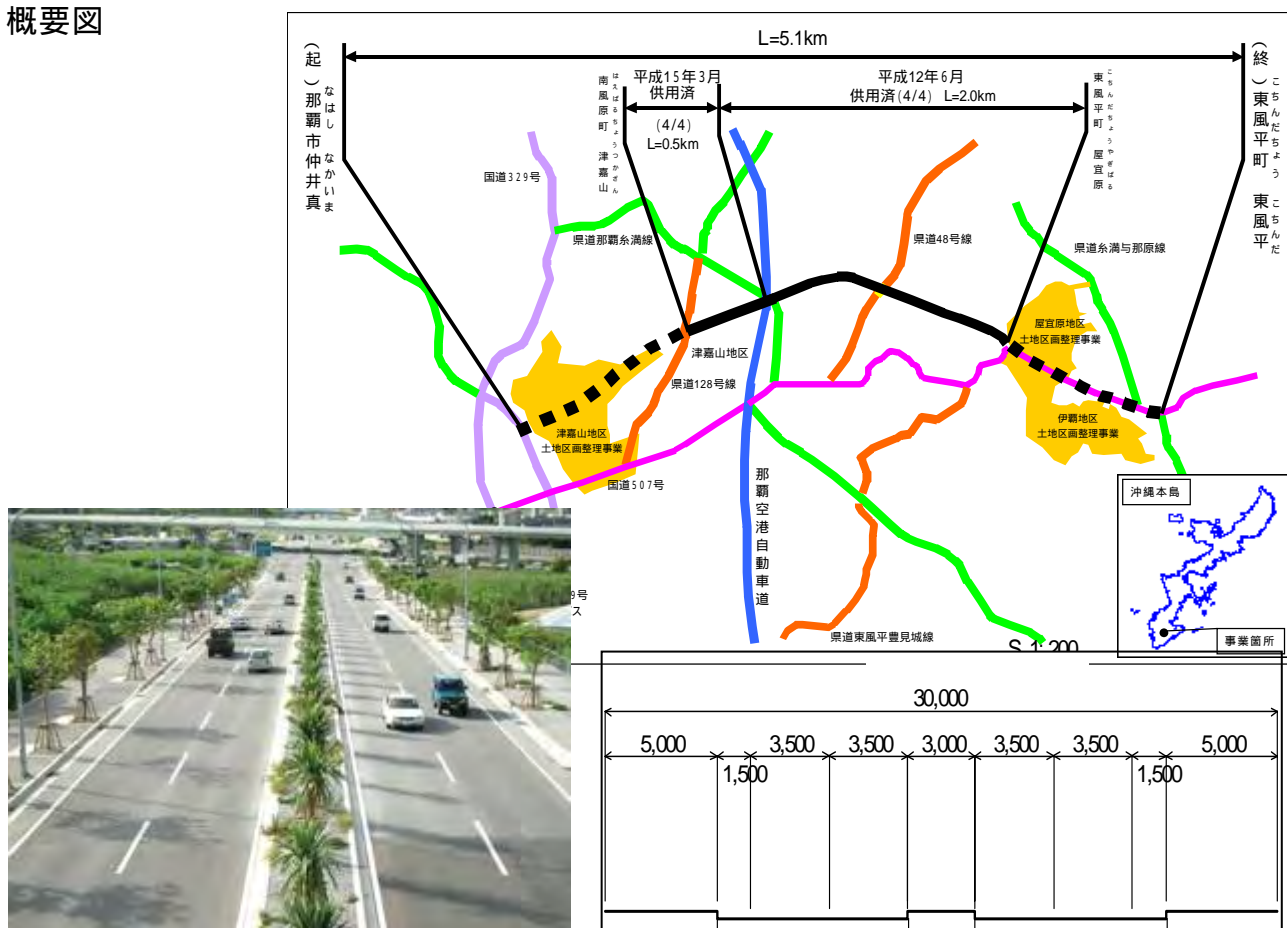 概要図
L=5.1km
(起)那覇市仲井真
なはし なかいま
南風原町 津嘉山
はえばるちょうつかざん
平成15年3月
供用済
(4/4)
L=0.5km
平成12年6月
供用済(4/4) L=2.0km
東風平町 屋宜原
こちんだちょうやぎばる
(終)東風平町 東風平
こちんだちょう こちんだ
国道329号
県道那覇糸満線
県道48号線
県道糸満与那原線
津嘉山地区
県道128号線
屋宜原地区
土地区画整理事業
津嘉山地区
土地区画整理事業
伊覇地区
土地区画整理事業
国道507号
那覇空港自動車道
県道東風平豊見城線
沖縄本島
事業箇所
9号
ス
S 1:200
30,000
5,000
3,500
3,500
3,000
3,500
3,500
5,000
1,500
1,500